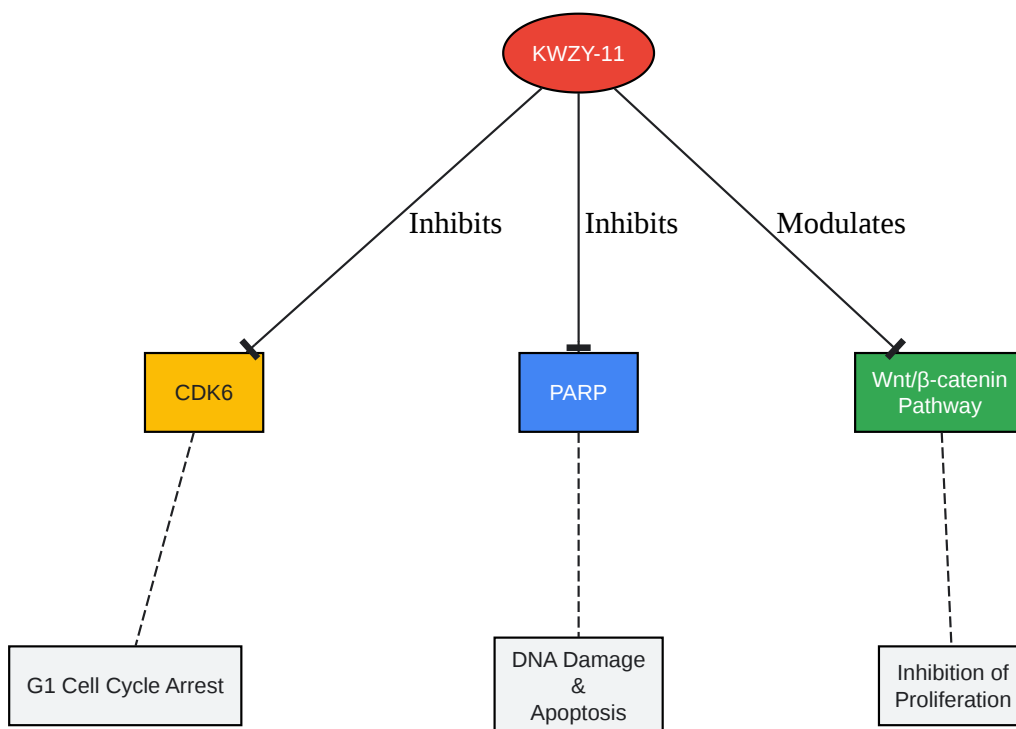 KWZY-11
Inhibits
Inhibits
Modulates
CDK6
PARP
Wnt/β-catenin
Pathway
G1 Cell Cycle Arrest
DNA Damage
&
Apoptosis
Inhibition of
Proliferation